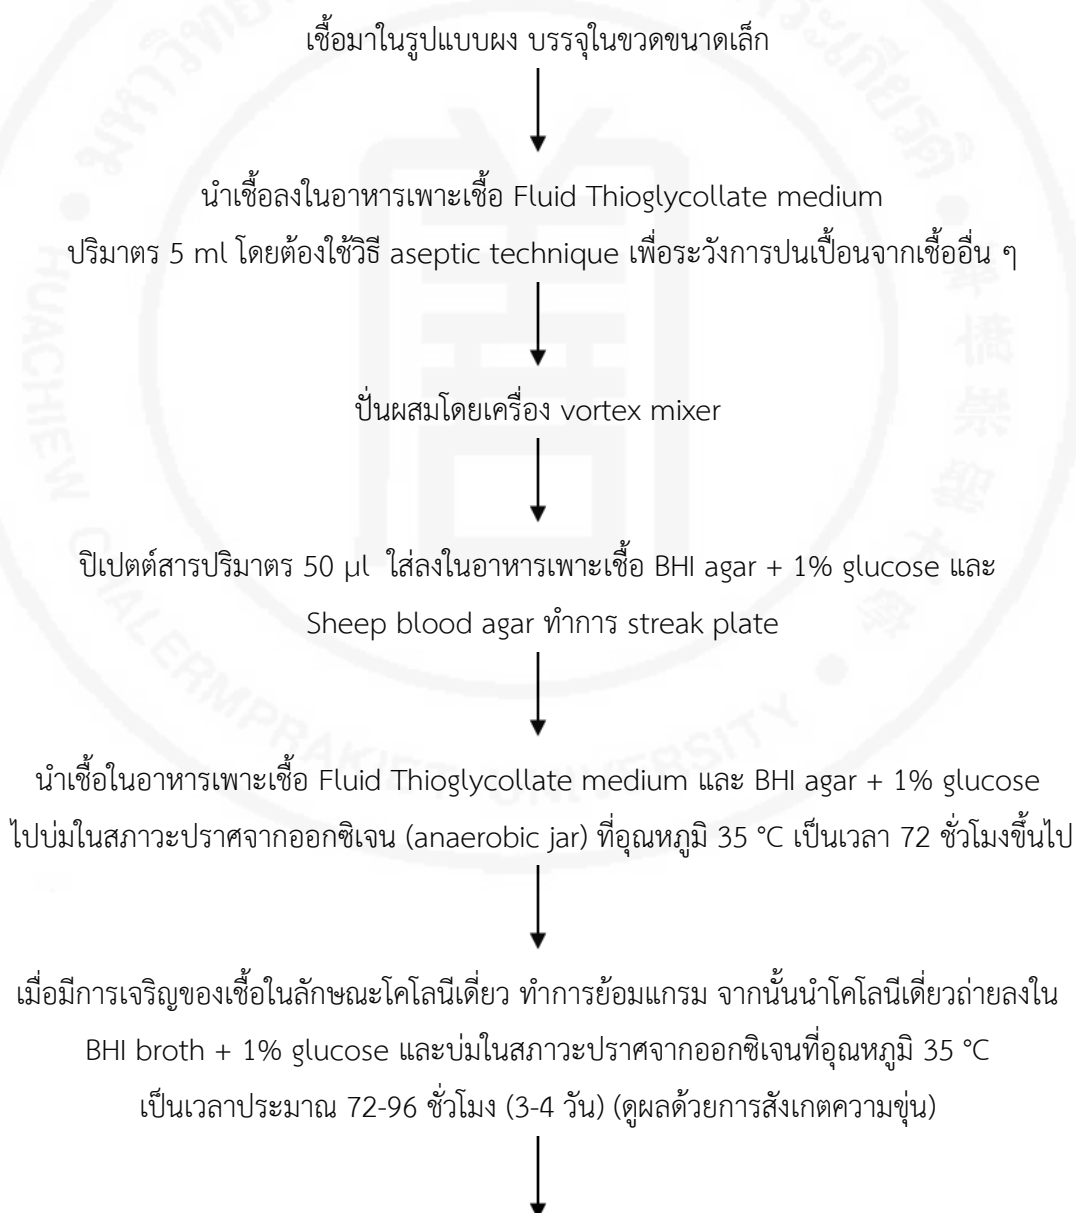 เชื้อมาในรูปแบบผง บรรจุในขวดขนาดเล็ก
นำเชื้อลงในอาหารเพาะเชื้อ Fluid Thioglycollate medium
ปริมาตร 5 ml โดยต้องใช้วิธี aseptic technique เพื่อระวังการปนเปื้อนจากเชื้ออื่น ๆ
ปั่นผสมโดยเครื่อง vortex mixer
ปิเปตต์สารปริมาตร 50 µl ใส่ลงในอาหารเพาะเชื้อ BHI agar + 1% glucose และ
Sheep blood agar ทำการ streak plate
นำเชื้อในอาหารเพาะเชื้อ Fluid Thioglycollate medium และ BHI agar + 1% glucose
ไปบ่มในสภาวะปราศจากออกซิเจน (anaerobic jar) ที่อุณหภูมิ 35 °C เป็นเวลา 72 ชั่วโมงขึ้นไป
เมื่อมีการเจริญของเชื้อในลักษณะโคโลนีเดี่ยว ทำการย้อมแกรม จากนั้นนำโคโลนีเดี่ยวถ่ายลงใน
BHI broth + 1% glucose และบ่มในสภาวะปราศจากออกซิเจนที่อุณหภูมิ 35 °C
เป็นเวลาประมาณ 72-96 ชั่วโมง (3-4 วัน) (ดูผลด้วยการสังเกตความขุ่น)
HUACHIEW CHALERMPRAKIET UNIVERSITY